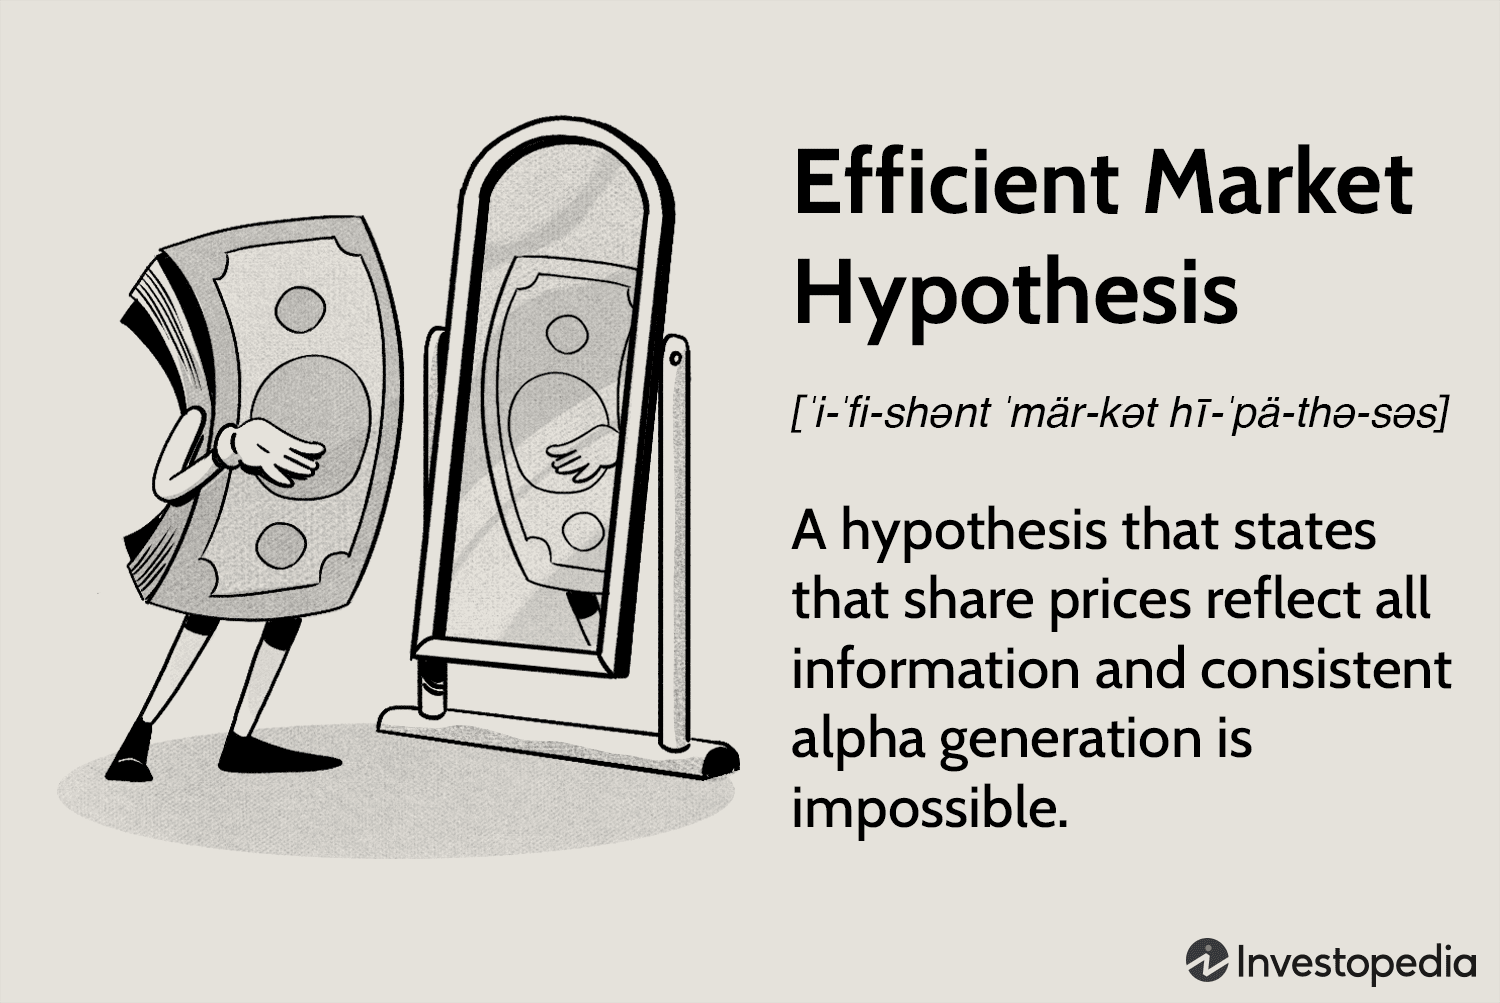 Efficient Market
Hypothesis
[ˈi-ˈfi-shənt ˈmär-kət hī-ˈpä-thə-səs]
A hypothesis that states
that share prices reflect all
information and consistent
alpha generation is
impossible.
Investopedia